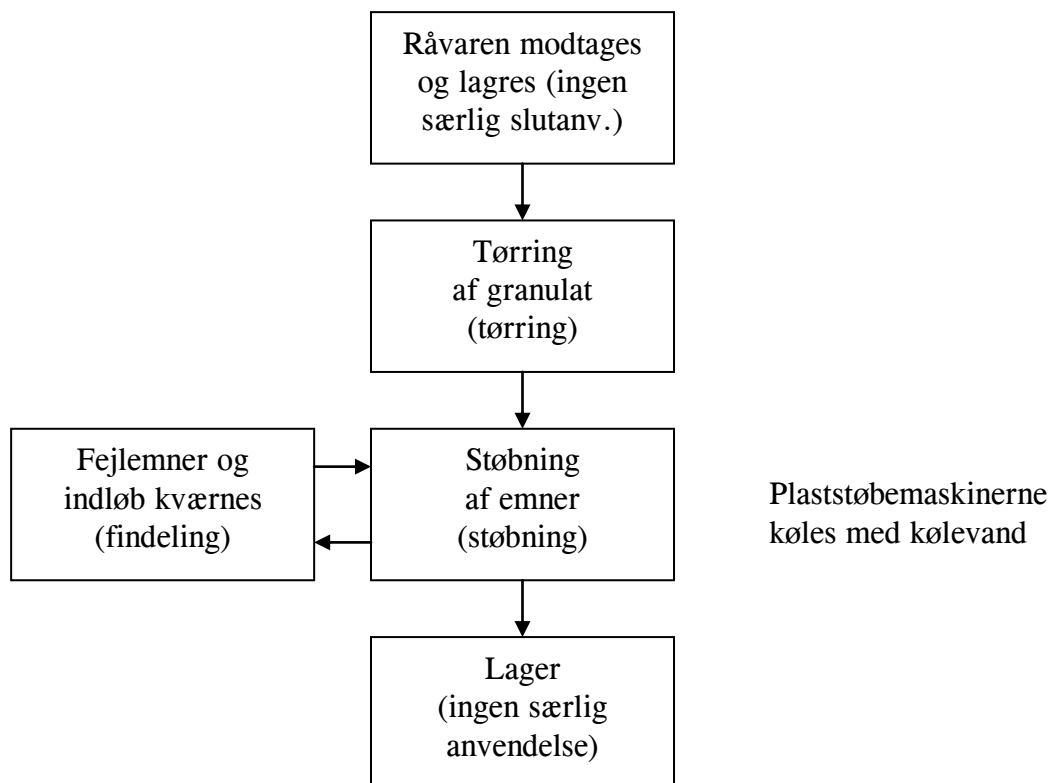 Råvaren modtages
og lagres (ingen
særlig slutanv.)
Tørring
af granulat
(tørring)
Fejlemner og
indløb kværnes
(findeling)
Støbning
af emner
(støbning)
Plaststøbemaskinerne
køles med kølevand
Lager
(ingen særlig
anvendelse)